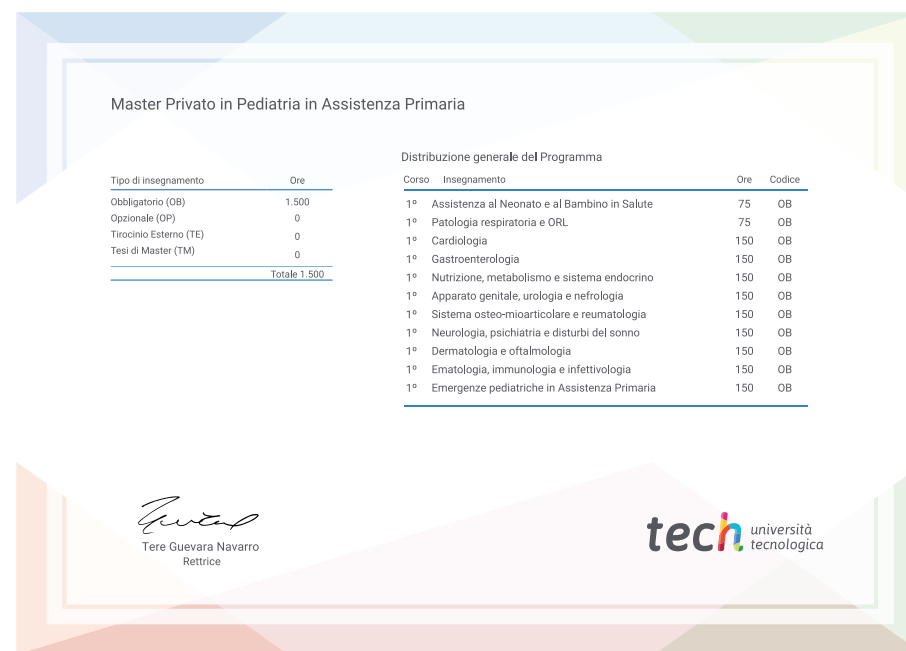 Master Privato in Pediatria in Assistenza Primaria
Tipo di insegnamento Ore
Obbligatorio (OB) 1.500
Opzionale (OP) 0
Tirocinio Esterno (TE) 0
Tesi di Master (TM) 0
Totale 1.500
Distribuzione generale del Programma
Corso Insegnamento Ore Codice
1º Assistenza al Neonato e al Bambino in Salute 75 OB
1º Patologia respiratoria e ORL 75 OB
1º Cardiologia 150 OB
1º Gastroenterologia 150 OB
1º Nutrizione, metabolismo e sistema endocrino 150 OB
1º Apparato genitale, urologia e nefrologia 150 OB
1º Sistema osteo-mioarticolare e reumatologia 150 OB
1º Neurologia, psichiatria e disturbi del sonno 150 OB
1º Dermatologia e oftalmologia 150 OB
1º Ematologia, immunologia e infettivologia 150 OB
1º Emergenze pediatriche in Assistenza Primaria 150 OB
Tere Guevara Navarro
Rettrice
tech università
tecnologica